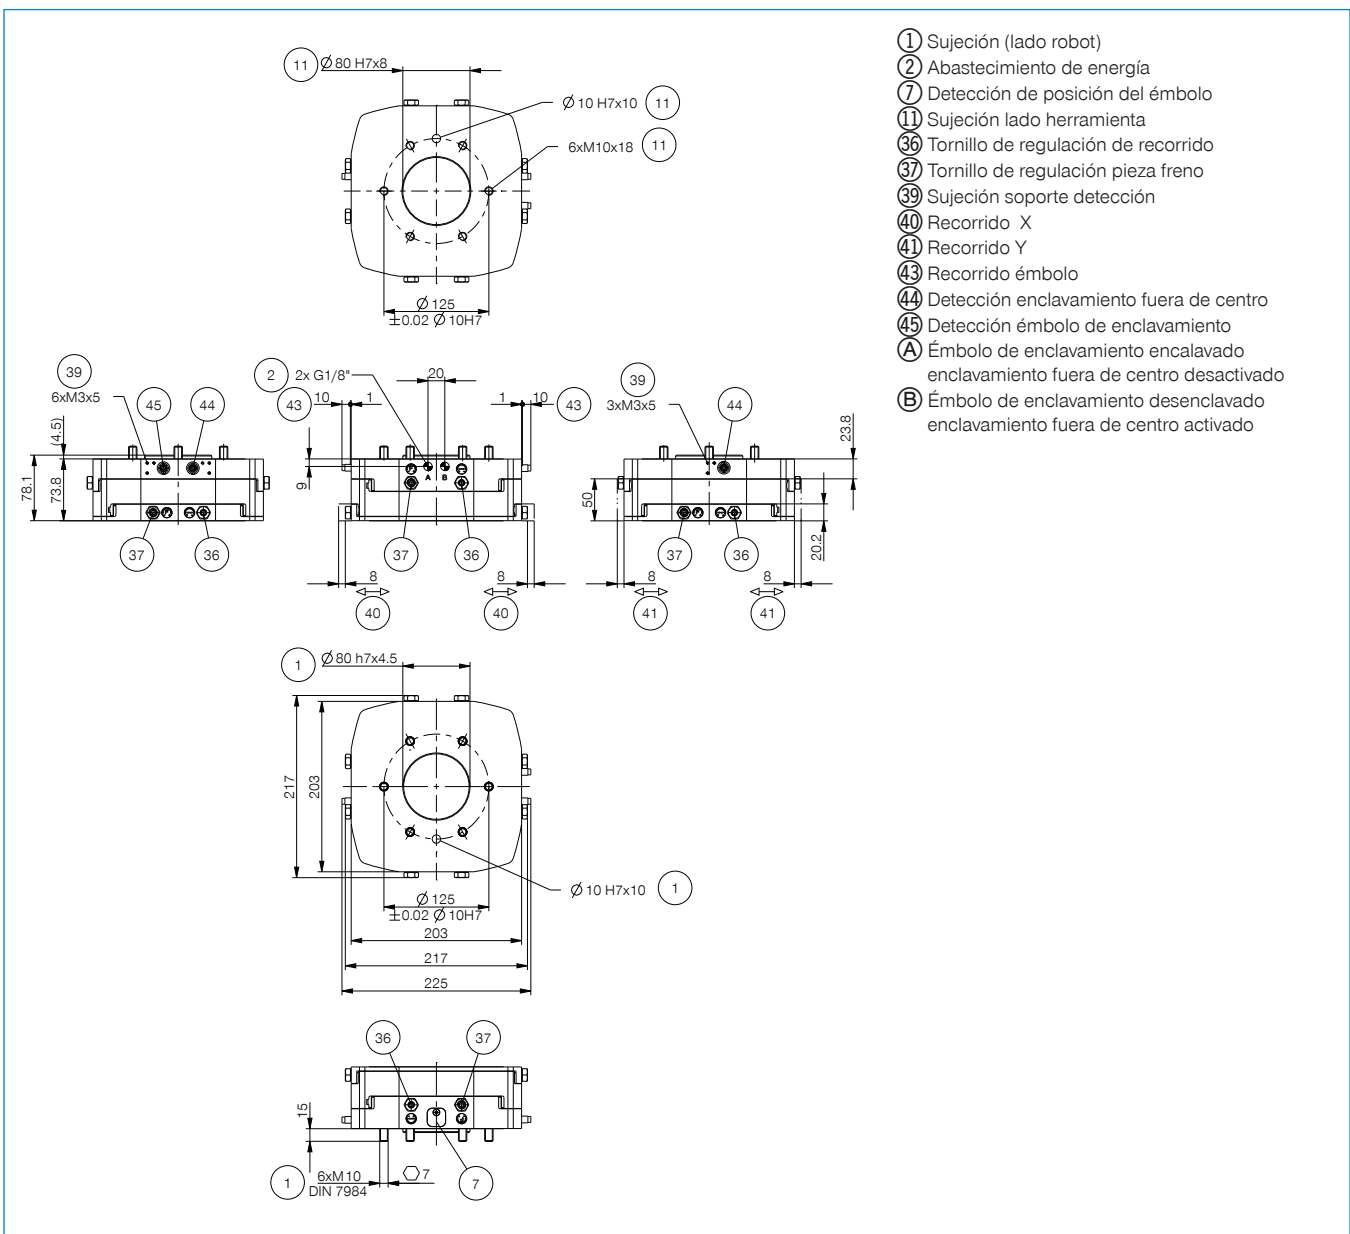 11 Ø 80 H7x8
Ø 10 H7x10 11
6xM10x18 11
Ø 125
±0.02 Ø 10H7
1 Sujeción (lado robot)
2 Abastecimiento de energía
7 Detección de posición del émbolo
11 Sujeción lado herramienta
36 Tornillo de regulación de recorrido
37 Tornillo de regulación pieza freno
39 Sujeción soporte detección
40 Recorrido X
41 Recorrido Y
43 Recorrido émbolo
44 Detección enclavamiento fuera de centro
45 Detección émbolo de enclavamiento
A Émbolo de enclavamiento encalavado
enclavamiento fuera de centro desactivado
B Émbolo de enclavamiento desenclavado
enclavamiento fuera de centro activado
39
6xM3x5
45 44
(4.5)
78.1
73.8
37 36
2 2x G1/8"
20
43 10 1
1 10 43
9
A B
37 36
8 8
40 40
39
3xM3x5
44
23.8
50
20.2
37 36
8 8
41 41
1 Ø 80 h7x4.5
217
203
Ø 10 H7x10 1
Ø 125
±0.02 Ø 10H7
203
217
225
36 37
15
1 6xM10
DIN 7984
7
7